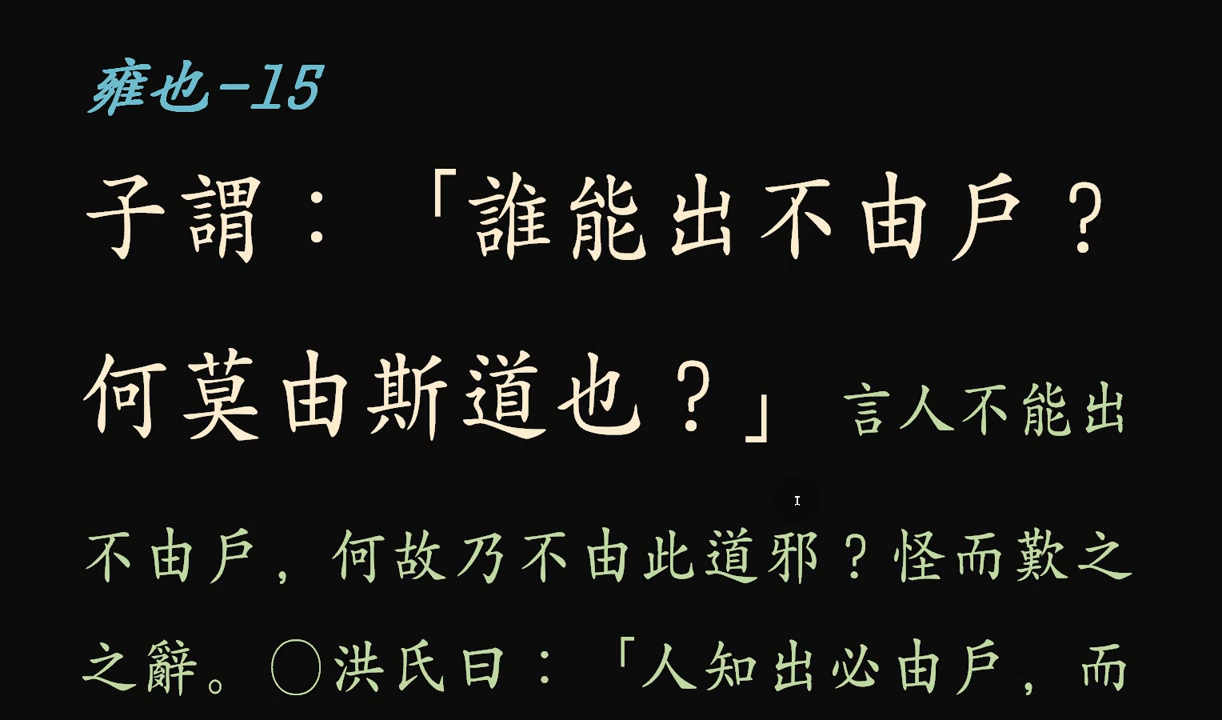 雍也-15
子謂：「誰能出不由戶？
何莫由斯道也？」 言人不能出
不由戶，何故乃不由此道邪？怪而歎之
之辭。○洪氏曰：「人知出必由戶，而